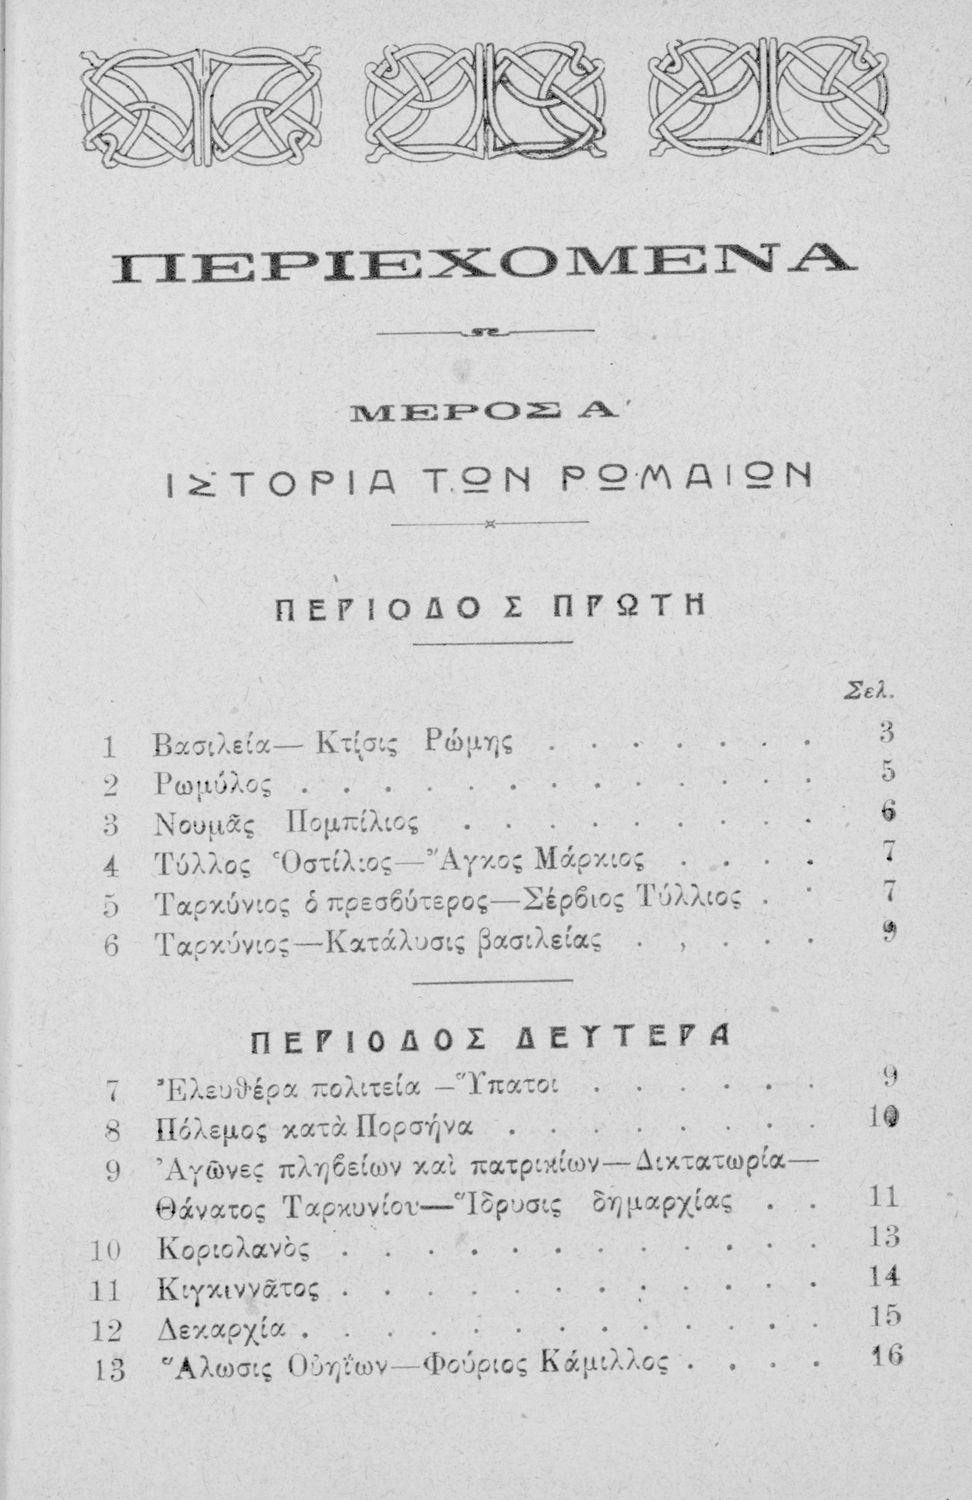 ΠΕΡΙΕΧΟΜΕΝΑ
ΜΕΡΟΣ Α΄
ΙΣΤΟΡΙΑ ΤΩΝ ΡΩΜΑΙΩΝ
ΠΕΡΙΟΔΟΣ ΠΡΩΤΗ
Σελ.
1 Βασιλεία— Κτίσις Ρώμης . . . . . . . 3
2 Ρωμύλος . . . . . . . . . . . . . 5
3 Νουμᾶς Πομπίλιος . . . . . . . . . 6
4 Τύλλος Ὁστίλιος—Ἄγκος Μάρκιος . . . . 7
5 Ταρκύνιος ὁ πρεσβύτερος—Σέρβιος Τύλλιος . . 7
6 Ταρκύνιος—Κατάλυσις βασιλείας . , . . . 9
ΠΕΡΙΟΔΟΣ ΔΕΥΤΕΡΑ
7 Ἐλευθέρα πολιτεία —Ὕπατοι . . . . . . 9
8 Πόλεμος κατὰ Πορσήνα . . . . . . . . 10
9 Ἀγῶνες πληβείων καὶ πατρικίων—Δικτατωρία—
Θάνατος Ταρκυνίου—Ἵδρυσις δημαρχίας . . 11
10 Κοριολανὸς . . . . . . . . . . . . 13
11 Κιγκιννᾶτος . . . . . . . . . . . . 14
12 Δεκαρχία . . . . . . . . . . . . . 15
13 Ἅλωσις Οὐηΐων—Φούριος Κάμιλλος . . . . 16